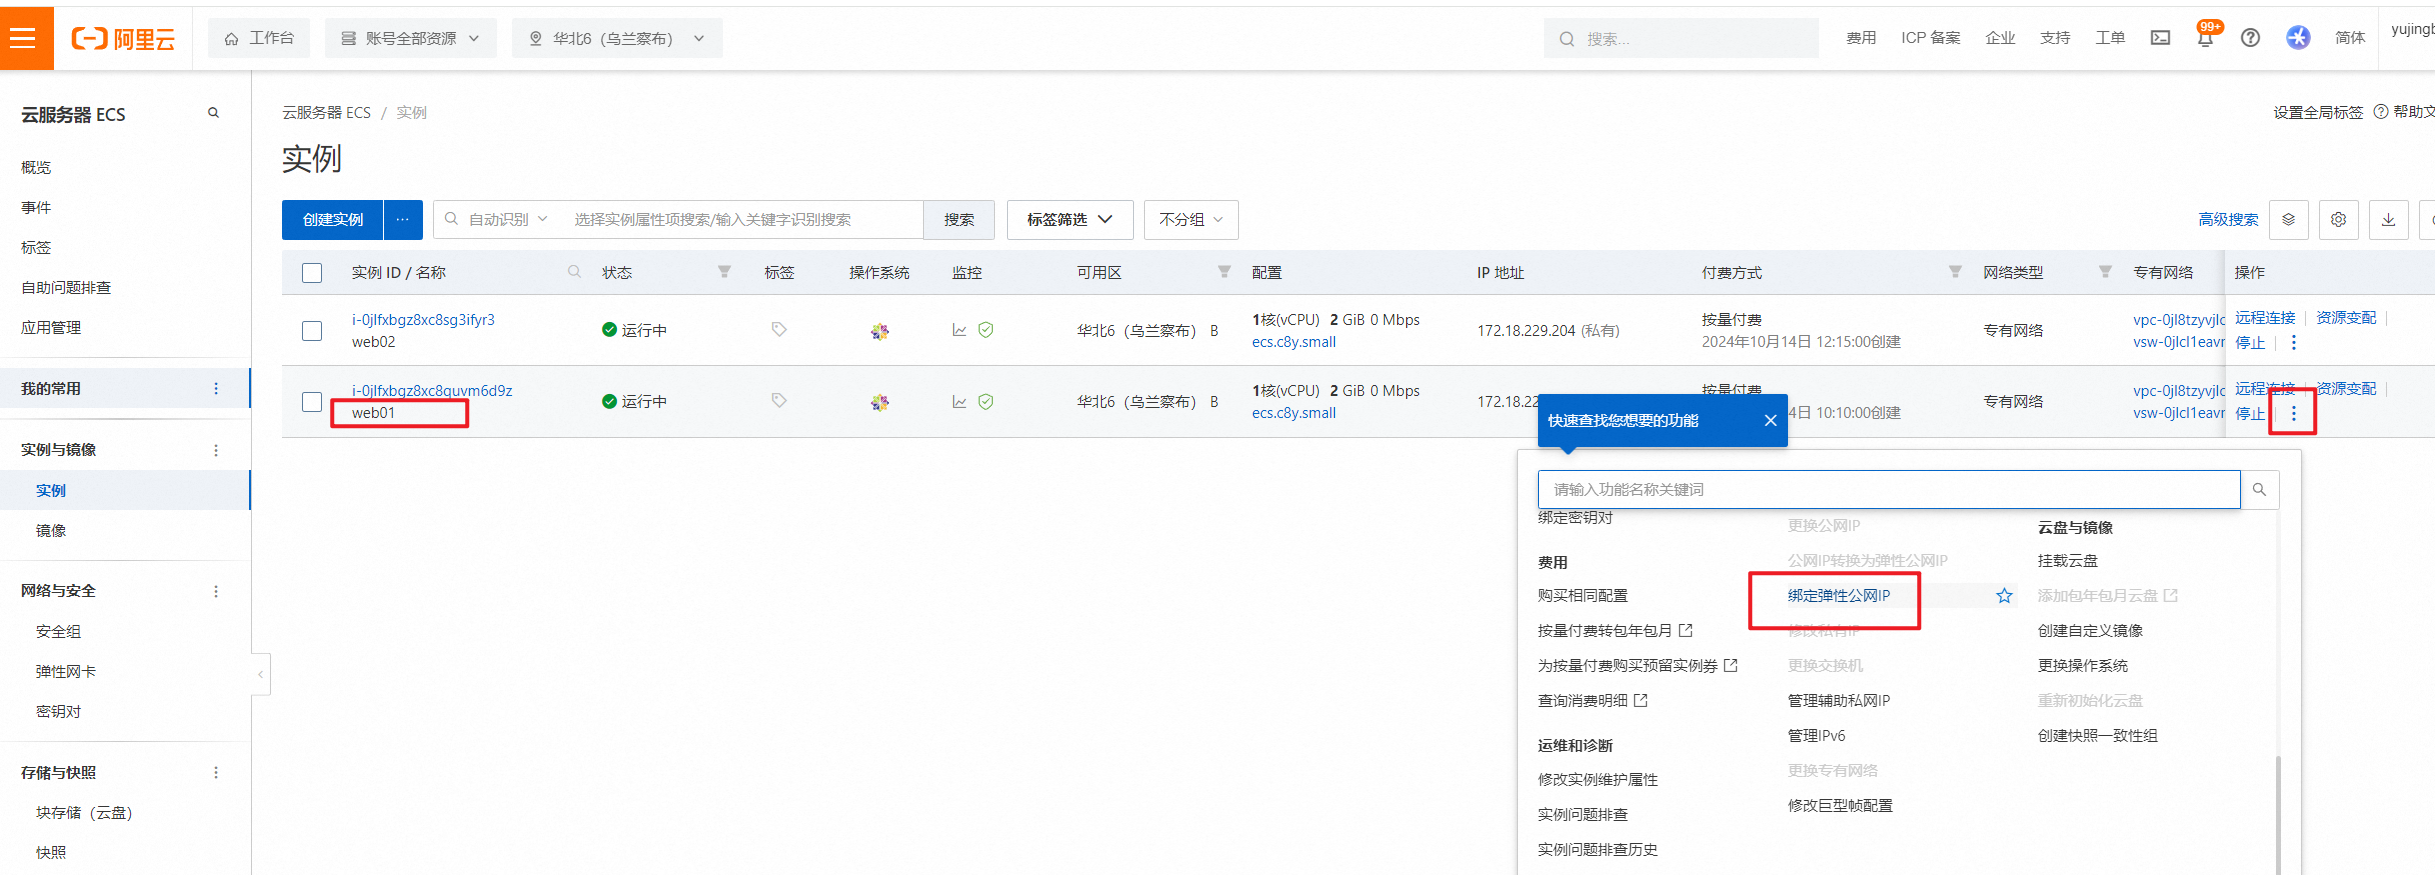 阿里云
工作台
账号全部资源
华北6（乌兰察布）
搜索...
费用
ICP 备案
企业
支持
工单
99+
简体
yujingb
云服务器 ECS
概览
事件
标签
自助问题排查
应用管理
我的常用
实例与镜像
实例
镜像
网络与安全
安全组
弹性网卡
密钥对
存储与快照
块存储（云盘）
快照
云服务器 ECS / 实例
设置全局标签 帮助文
实例
创建实例 ...
自动识别
选择实例属性项搜索/输入关键字识别搜索
搜索
标签筛选
不分组
高级搜索
实例 ID / 名称 状态 标签 操作系统 监控 可用区 配置 IP 地址 付费方式 网络类型 专有网络 操作
i-0jlfxbgz8xc8sg3ifyr3
web02
运行中
华北6（乌兰察布） B
1核(vCPU) 2 GiB 0 Mbps
ecs.c8y.small
172.18.229.204 (私有)
按量付费
2024年10月14日 12:15:00创建
专有网络
vpc-0jl8tzyvjlc
vsw-0jlcl1eavr
远程连接 资源变配
停止
i-0jlfxbgz8xc8quvm6d9z
web01
运行中
华北6（乌兰察布） B
1核(vCPU) 2 GiB 0 Mbps
ecs.c8y.small
172.18.22
按量付费
4日 10:10:00创建
专有网络
vpc-0jl8tzyvjlc
vsw-0jlcl1eavr
远程连接 资源变配
停止
快速查找您想要的功能
请输入功能名称关键词
绑定密钥对
费用
购买相同配置
按量付费转包年包月
为按量付费购买预留实例券
查询消费明细
运维和诊断
修改实例维护属性
实例问题排查
实例问题排查历史
更换公网IP
公网IP转换为弹性公网IP
绑定弹性公网IP
修改私有IP
更换交换机
管理辅助私网IP
管理IPv6
更换专有网络
修改巨型帧配置
云盘与镜像
挂载云盘
添加包年包月云盘
创建自定义镜像
更换操作系统
重新初始化云盘
创建快照一致性组